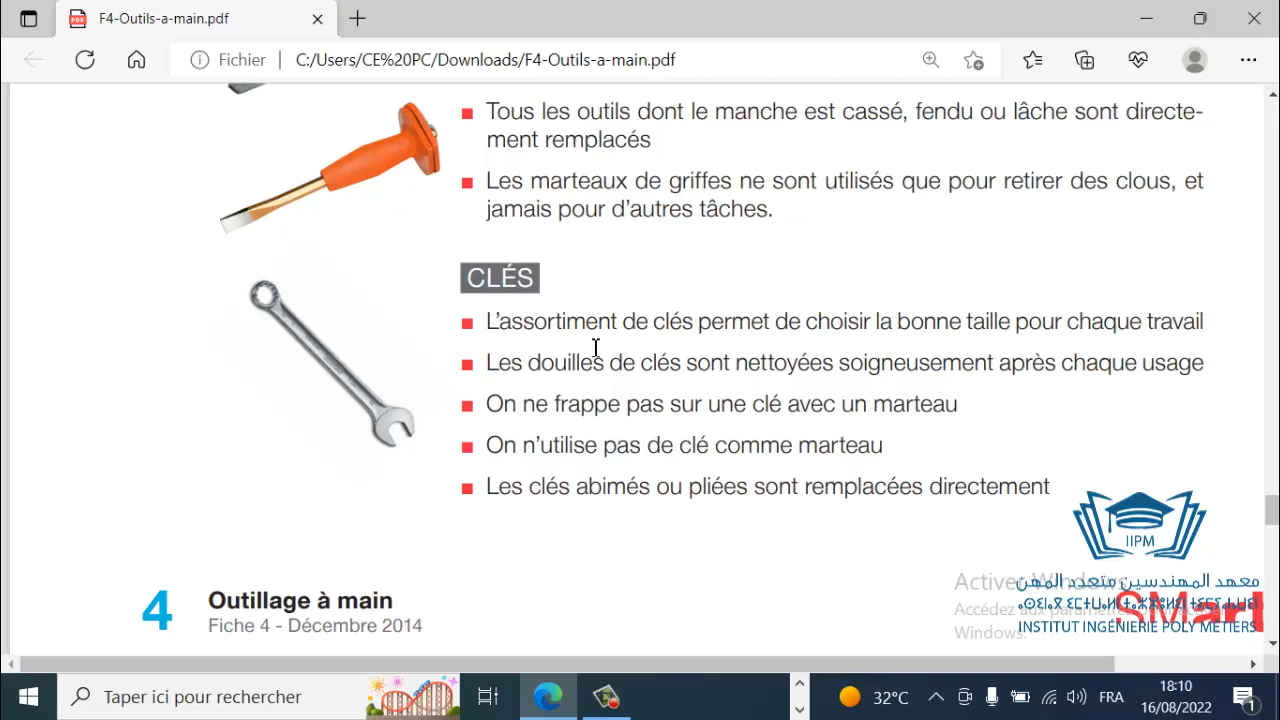 F4-Outils-a-main.pdf
Fichier
C:/Users/CE%20PC/Downloads/F4-Outils-a-main.pdf
Tous les outils dont le manche est cassé, fendu ou lâche sont directe-
ment remplacés
Les marteaux de griffes ne sont utilisés que pour retirer des clous, et
jamais pour d'autres tâches.
CLÉS
L'assortiment de clés permet de choisir la bonne taille pour chaque travail
Les douilles de clés sont nettoyées soigneusement après chaque usage
On ne frappe pas sur une clé avec un marteau
On n'utilise pas de clé comme marteau
Les clés abimés ou pliées sont remplacées directement
IIPM
Activer Windows
معهد المهندسين متعدد المهن
Accédez aux
Windows.
SMart
INSTITUT INGÉNIERIE POLY METIERS
4
Outillage à main
Fiche 4 - Décembre 2014
Taper ici pour rechercher
32°C
FRA
18:10
16/08/2022
1